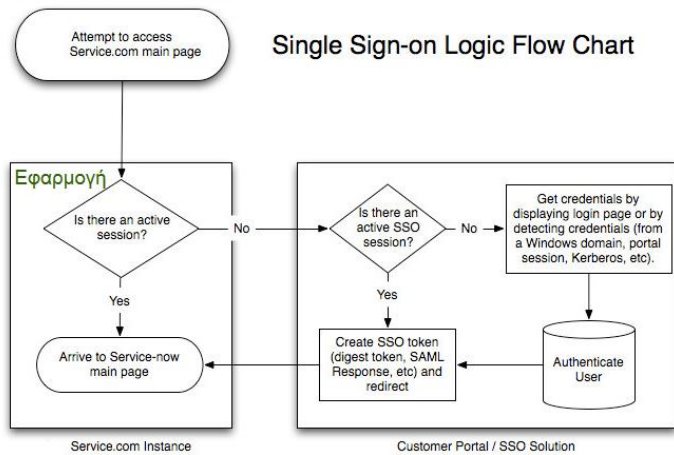 Attempt to access
Service.com main page
Single Sign-on Logic Flow Chart
Εφαρμογή
Is there an active
session?
No
Is there an
active SSO
session?
No
Get credentials by
displaying login page or by
detecting credentials (from
a Windows domain, portal
session, Kerberos, etc).
Yes
Yes
Arrive to Service-now
main page
Create SSO token
(digest token, SAML
Response, etc) and
redirect
Authenticate
User
Service.com Instance
Customer Portal / SSO Solution